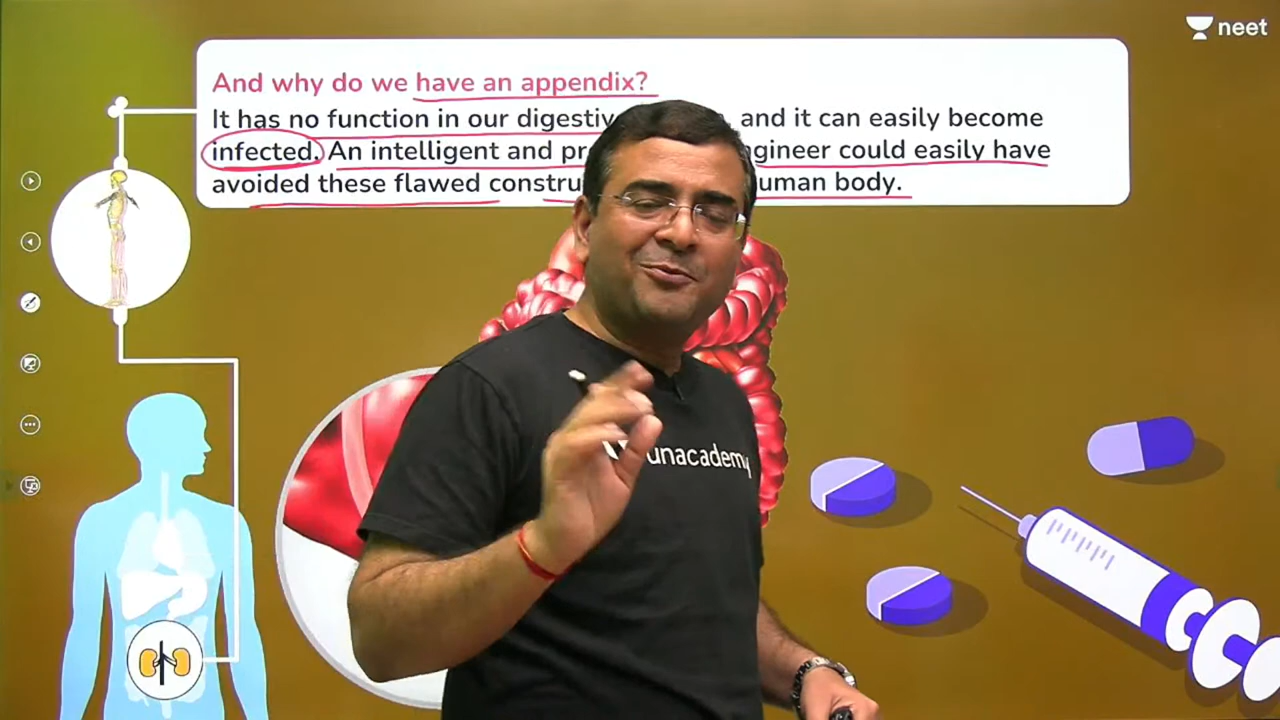 neet
And why do we have an appendix?
It has no function in our digestiv and it can easily become
infected. An intelligent and pr gineer could easily have
avoided these flawed constru uman body.
unacademy